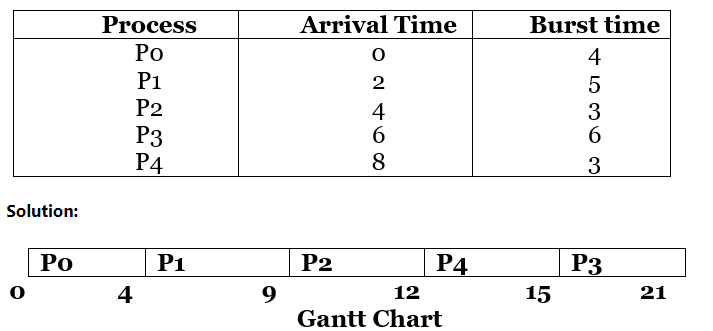 Process Arrival Time Burst time
P0 0 4
P1 2 5
P2 4 3
P3 6 6
P4 8 3
Solution:
P0 P1 P2 P4 P3
0 4 9 12 15 21
Gantt Chart